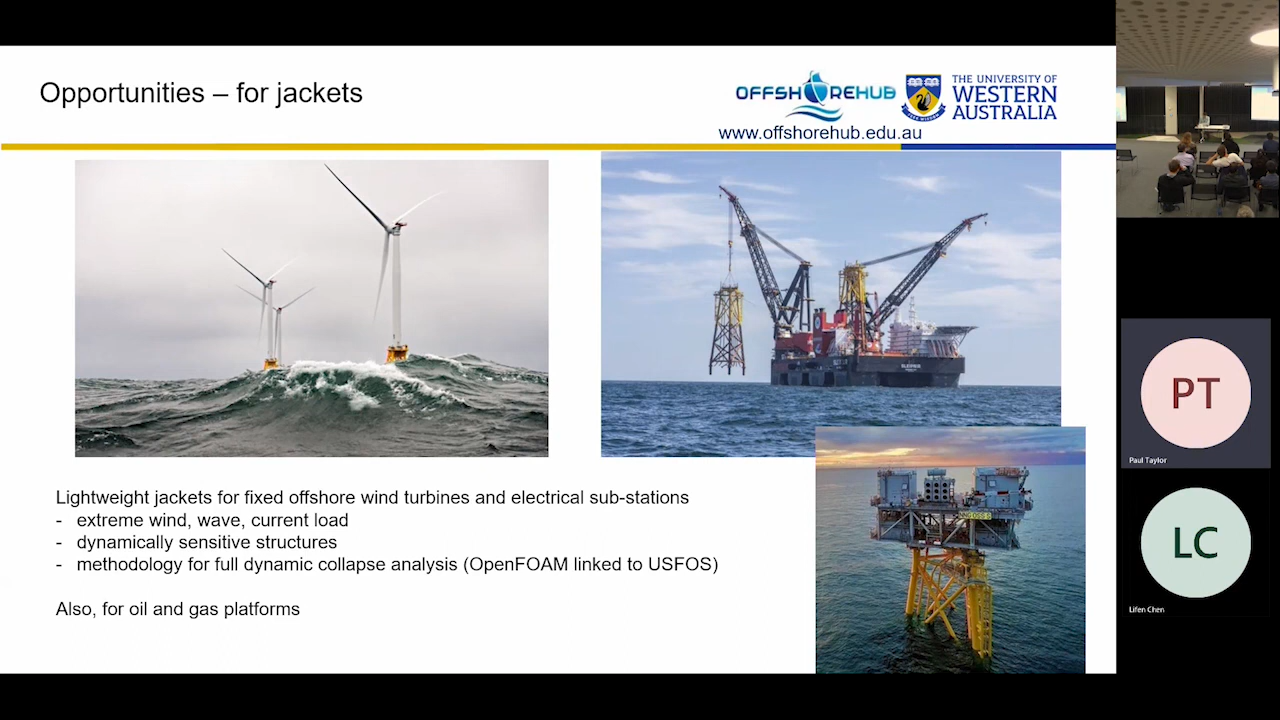 Opportunities – for jackets
OFFSHOREHUB
THE UNIVERSITY OF
WESTERN
AUSTRALIA
www.offshorehub.edu.au
Lightweight jackets for fixed offshore wind turbines and electrical sub-stations
- extreme wind, wave, current load
- dynamically sensitive structures
- methodology for full dynamic collapse analysis (OpenFOAM linked to USFOS)
Also, for oil and gas platforms
PT
Paul Taylor
LC
Lifen Chen